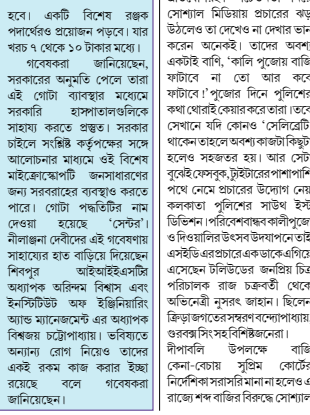 হবে। একটি বিশেষ রঞ্জক
পদার্থেরও প্রয়োজন পড়বে। যার
খরচ ৭ থেকে ১০ টাকার মধ্যে।
গবেষকরা জানিয়েছেন,
সরকারের অনুমতি পেলে তারা
এই গোটা ব্যাবস্থার মধ্যেমে
সরকারি হাসপাতালগুলিকে
সাহায্য করতে প্রস্তুত। সরকার
চাইলে সংশ্লিষ্ট কর্তৃপক্ষের সঙ্গে
আলোচনার মাধ্যমে ওই বিশেষ
মাইক্রোস্কোপটি জনসাধারণের
জন্য সরবরাহের ব্যবস্থাও করতে
পারে। গোটা পদ্ধতিটির নাম
দেওয়া হয়েছে 'সেন্টর'।
নীলাঞ্জনা দেবীদের এই গবেষণায়
সাহায্যের হাত বাড়িয়ে দিয়েছেন
শিবপুর আইআইইএসটির
অধ্যাপক অরিন্দম বিশ্বাস এবং
ইনস্টিটিউট অফ ইঞ্জিনিয়ারিং
অ্যান্ড ম্যানেজমেন্ট এর অধ্যাপক
বিশ্বজয় চট্টোপাধ্যায়। ভবিষ্যতে
অন্যান্য রোগ নিয়েও তাদের
একই রকম কাজ করার ইচ্ছা
রয়েছে বলে গবেষকরা
জানিয়েছেন।
সোশ্যাল মিডিয়ায় প্রচারের ঝড়
উঠলেও তা দেখেও না দেখার ভান
করেন অনেকই। তাদের অবশ্য
একটাই বাণি, 'কালি পুজোয় বাজি
ফাটাবে না তো আর কবে
ফাটাবে!' পুজোর দিনে পুলিশের
কথা থোরাই কেয়ার করে তারা। তবে
সেখানে যদি কোনও 'সেলিব্রেটি
থাকেন তাহলে অবশ্য কাজটা কিছুটা
হলেও সহজতর হয়। আর সেটা
বুঝেই ফেসবুক, টুইটারের পাশাপাশি
পথে নেমে প্রচারের উদ্যোগ নেয়
কলকাতা পুলিশের সাউথ ইস্ট
ডিভিশন। পরিবেশবান্ধব কালীপুজো
ও দিওয়ালির উৎসব উদযাপনে তাই
এসইডি এর প্রচারে এক ডাকে এগিয়ে
এসেছেন টলিউডের জনপ্রিয় চিত্র
পরিচালক রাজ চক্রবর্তী থেকে
অভিনেত্রী নুসরৎ জাহান। ছিলেন
ক্রিড়া জগতের সম্বরণ বন্দ্যোপাধ্যায়,
গুরবক্স সিং সহ বিশিষ্টজনেরা।
দীপাবলি উপলক্ষে বাজি
কেনা-বেচায় সুপ্রিম কোর্টের
নির্দেশিকা সরাসরি মানা না হলেও এ
রাজ্যে শব্দ বাজির বিরুদ্ধে সোশ্যাল